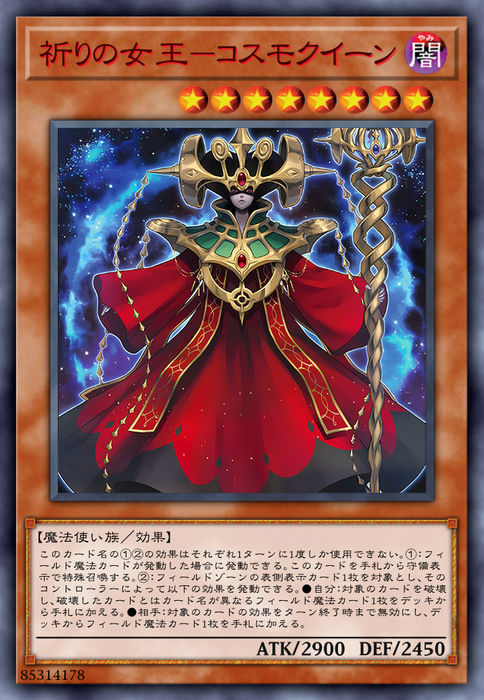 祈りの女王－コスモクイーン
やみ
闇
【魔法使い族／効果】
このカード名の①②の効果はそれぞれ1ターンに1度しか使用できない。①:フィ
ールド魔法カードが発動した場合に発動できる。このカードを手札から守備表
示で特殊召喚する。②:フィールドゾーンの表側表示カード1枚を対象とし、その
コントローラーによって以下の効果を発動できる。●自分:対象のカードを破壊
し、破壊したカードとはカード名が異なるフィールド魔法カード1枚をデッキか
ら手札に加える。●相手:対象のカードの効果をターン終了時まで無効にし、デ
ッキからフィールド魔法カード1枚を手札に加える。
ATK/2900 DEF/2450
85314178